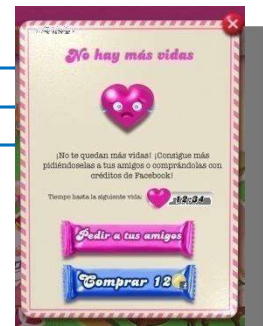 No hay más vidas
¡No te quedan más vidas! ¡Consigue más
pidiéndoselas a tus amigos o comprándolas con
créditos de Facebook!
Tiempo hasta la siguiente vida: 12:34
Pedir a tus amigos
Comprar 12